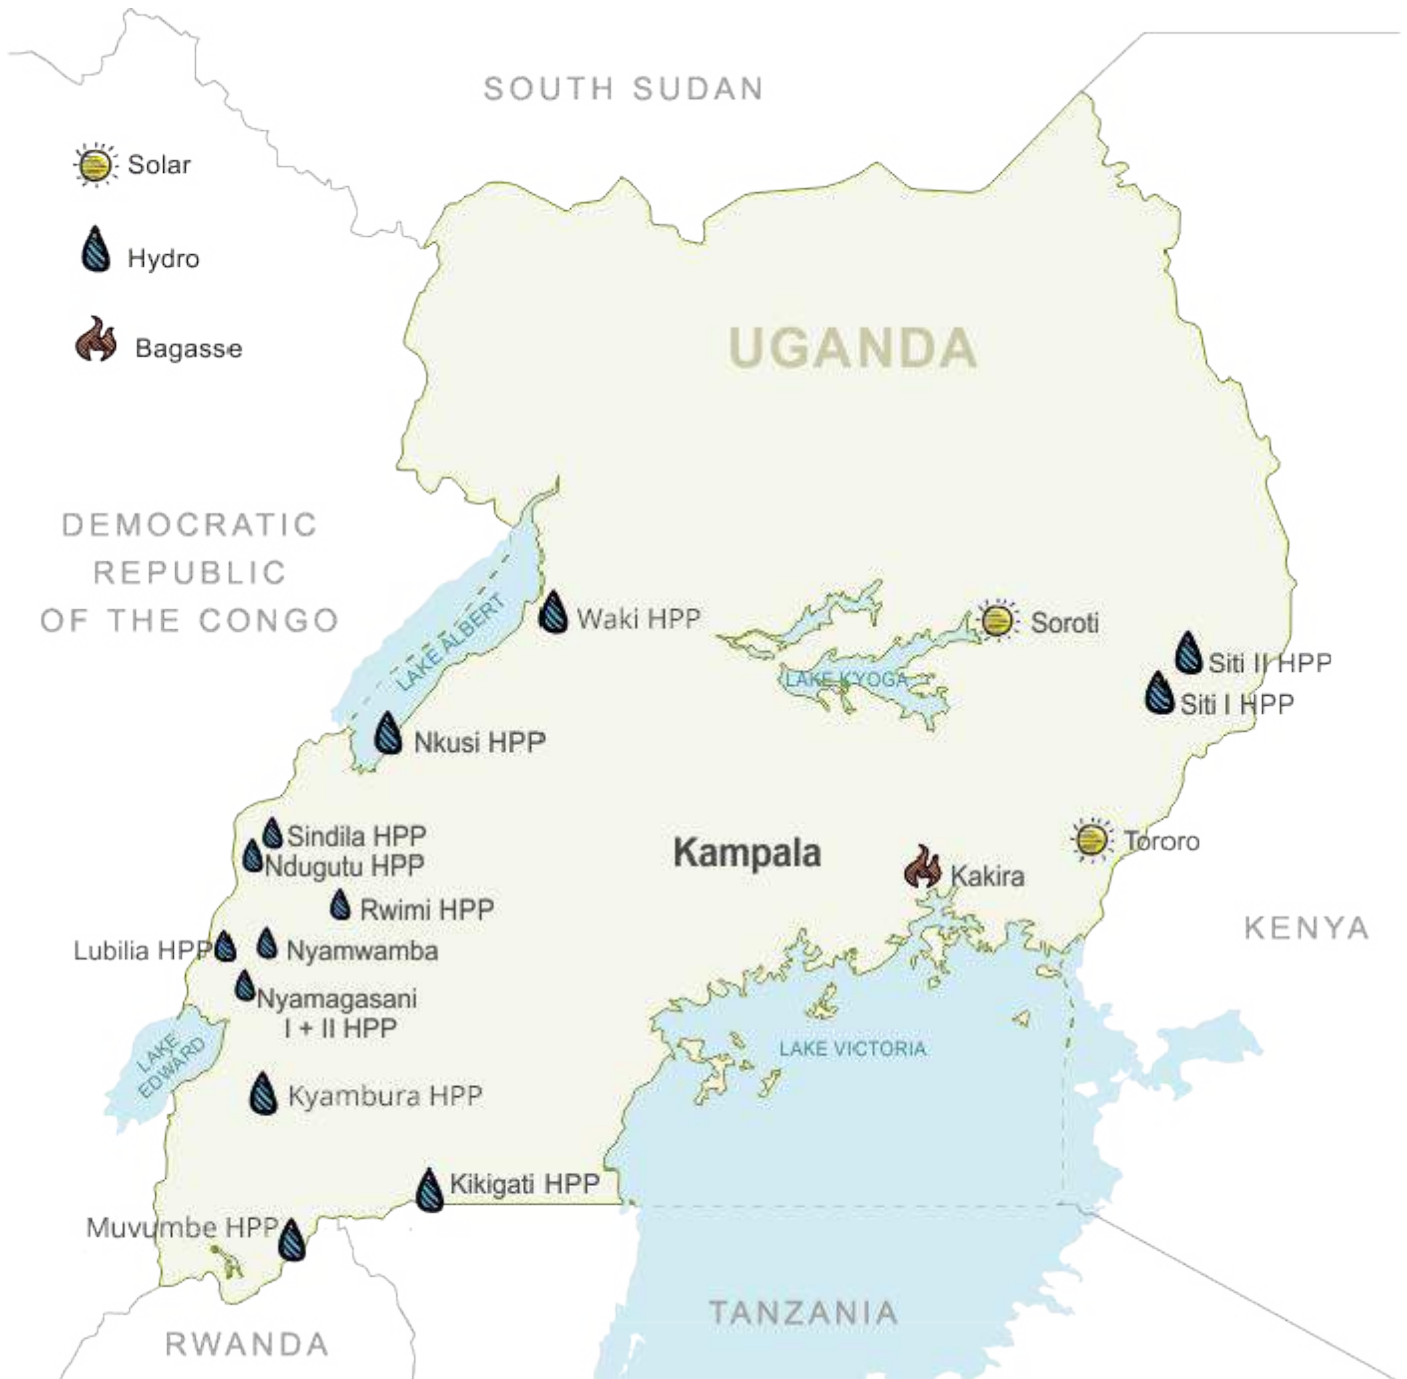 SOUTH SUDAN
Solar
Hydro
Bagasse
UGANDA
DEMOCRATIC
REPUBLIC
OF THE CONGO
LAKE ALBERT
Waki HPP
Soroti
LAKE KYOGA
Siti II HPP
Siti I HPP
Nkusi HPP
Sindila HPP
Ndugutu HPP
Kampala
Tororo
Kakira
Rwimi HPP
KENYA
Lubilia HPP
Nyamwamba
Nyamagasani
I + II HPP
LAKE
EDWARD
LAKE VICTORIA
Kyambura HPP
Kikigati HPP
Muvumbe HPP
TANZANIA
RWANDA